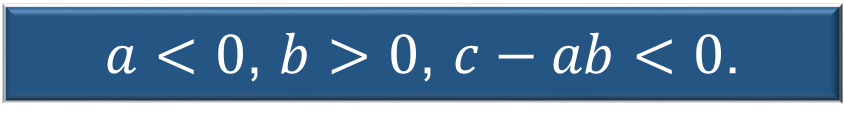 a < 0, b > 0, c − ab < 0.